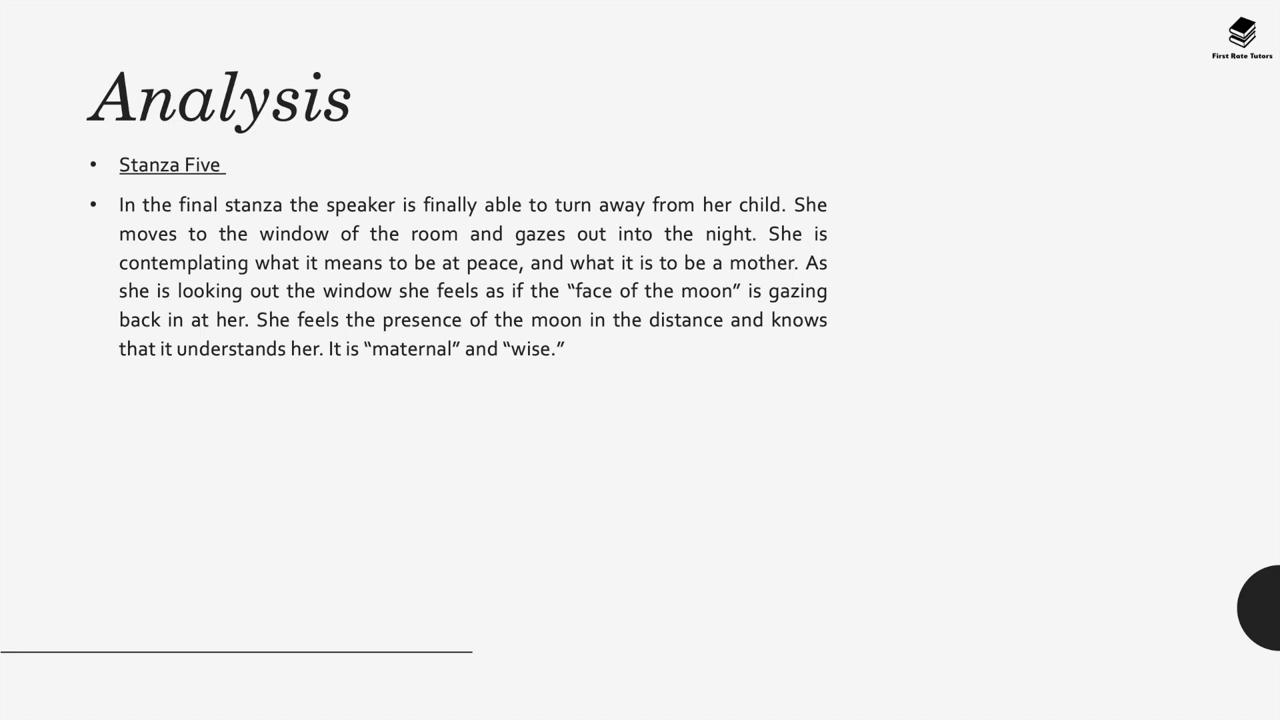 First Rate Tutors
Analysis
• Stanza Five
• In the final stanza the speaker is finally able to turn away from her child. She
moves to the window of the room and gazes out into the night. She is
contemplating what it means to be at peace, and what it is to be a mother. As
she is looking out the window she feels as if the “face of the moon” is gazing
back in at her. She feels the presence of the moon in the distance and knows
that it understands her. It is “maternal” and “wise.”